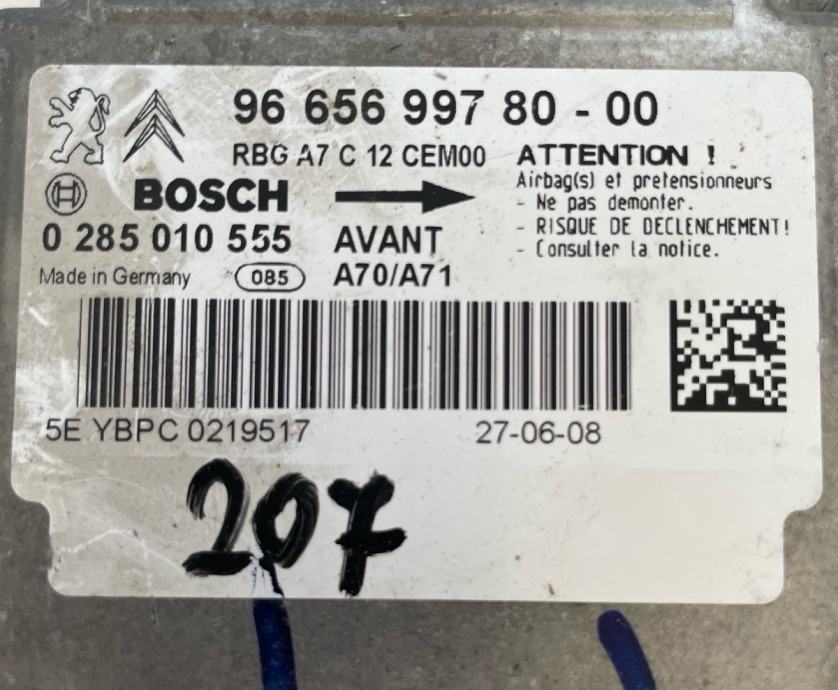 96 656 997 80 - 00
RBG A7 C 12 CEM00
ATTENTION !
Airbag(s) et pretensionneurs
- Ne pas demonter.
- RISQUE DE DECLENCHEMENT!
- Consulter la notice.
BOSCH
0 285 010 555
AVANT
Made in Germany
085
A70/A71
5E YBPC 0219517
27-06-08
207